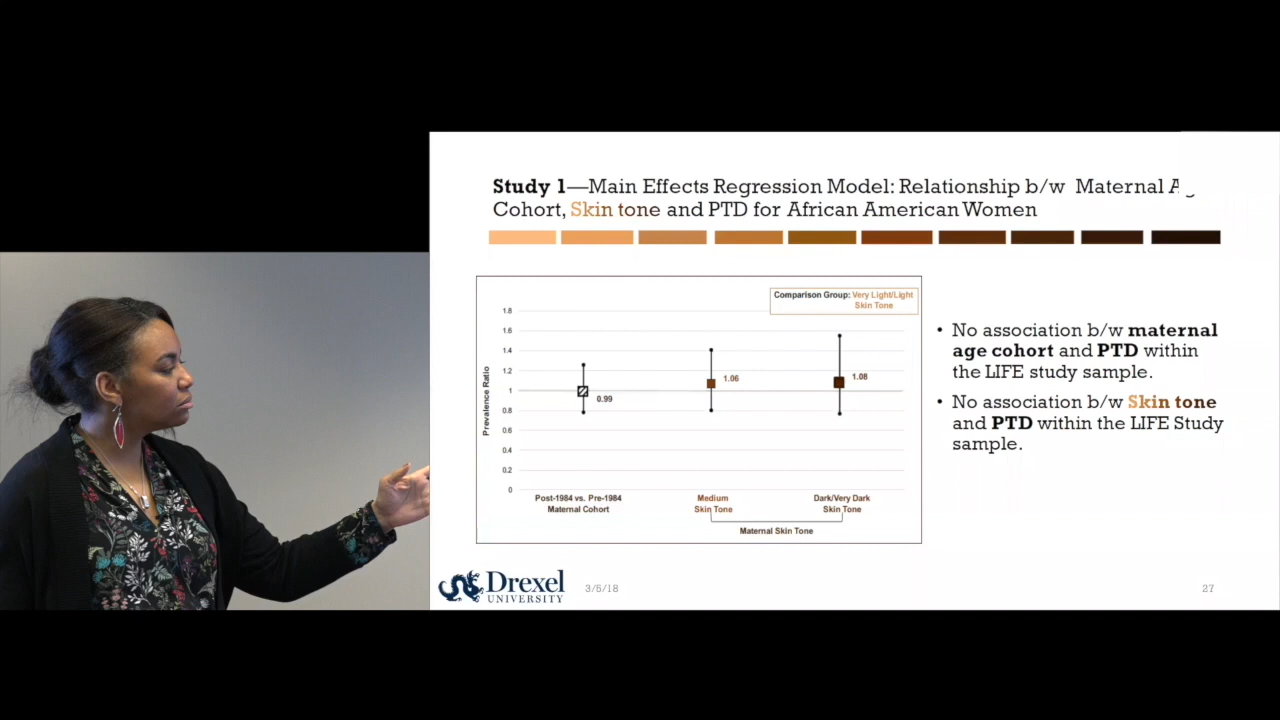 Study 1—Main Effects Regression Model: Relationship b/w Maternal
Cohort, Skin tone and PTD for African American Women
Comparison Group: Very Light/Light
Skin Tone
Prevalence Ratio
1.8
1.6
1.4
1.2
1
0.8
0.6
0.4
0.2
0
0.99
1.06
1.08
Post-1984 vs. Pre-1984
Maternal Cohort
Medium
Skin Tone
Dark/Very Dark
Skin Tone
Maternal Skin Tone
• No association b/w maternal
age cohort and PTD within
the LIFE study sample.
• No association b/w Skin tone
and PTD within the LIFE Study
sample.
Drexel
UNIVERSITY
3/5/18
27